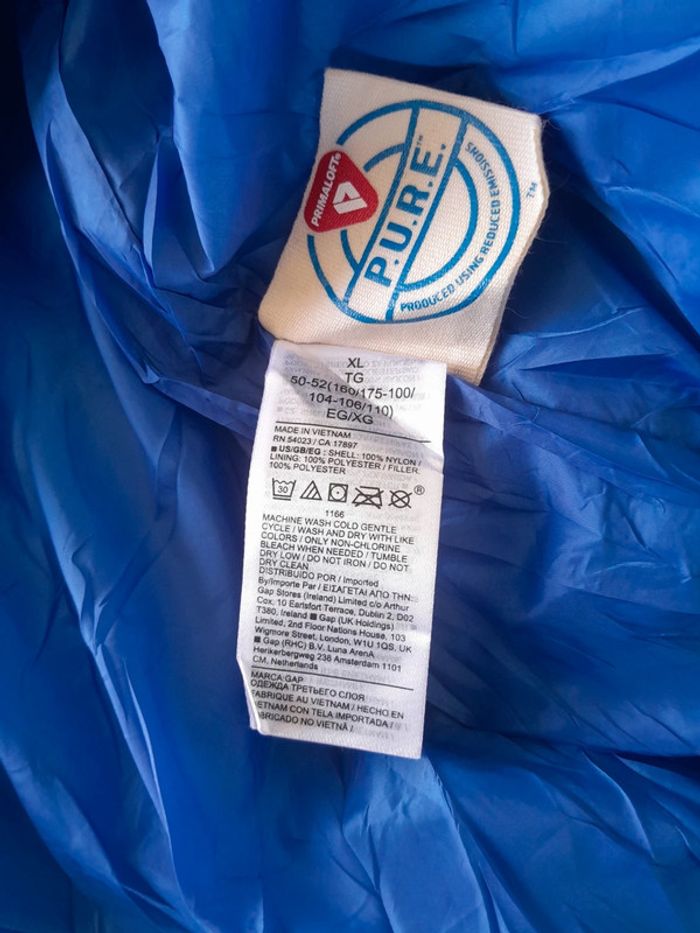 PRIMALOFT®
P.U.R.E.™
PRODUCED USING REDUCED EMISSIONS
™
XL
TG
50-52(160/175-100/
104-106/110)
EG/XG
MADE IN VIETNAM
RN 54023 / CA 17897
■ US/GB/EG : SHELL: 100% NYLON /
LINING: 100% POLYESTER / FILLER:
100% POLYESTER
30
®
1166
MACHINE WASH COLD GENTLE
CYCLE / WASH AND DRY WITH LIKE
COLORS / ONLY NON-CHLORINE
BLEACH WHEN NEEDED / TUMBLE
DRY LOW / DO NOT IRON / DO NOT
DRY CLEAN
DISTRIBUIDO POR / Imported
By/Importe Par / ΕΙΣΑΓΕΤΑΙ ΑΠΟ ΤΗΝ:
Gap Stores (Ireland) Limited c/o Arthur
Cox, 10 Earlsfort Terrace, Dublin 2, D02
T380, Ireland ■ Gap (UK Holdings)
Limited, 2nd Floor Nations House, 103
Wigmore Street, London, W1U 1QS, UK
■ Gap (RHC) B.V. Luna ArenA
Herikerbergweg 238 Amsterdam 1101
CM, Netherlands
MARCA:GAP
ОДЕЖДА ТРЕТЬЕГО СЛОЯ
FABRIQUE AU VIETNAM / HECHO EN
VIETNAM CON TELA IMPORTADA /
FABRICADO NO VIETNÃ /